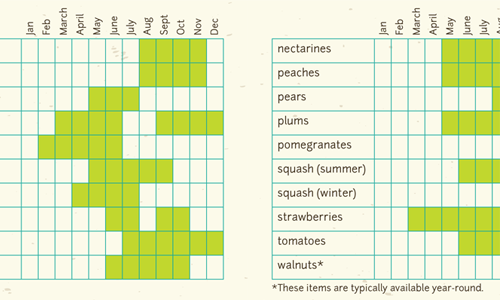 Jan Feb March April May June July Aug Sept Oct Nov Dec
Jan Feb March April May June July
nectarines
peaches
pears
plums
pomegranates
squash (summer)
squash (winter)
strawberries
tomatoes
walnuts*
*These items are typically available year-round.